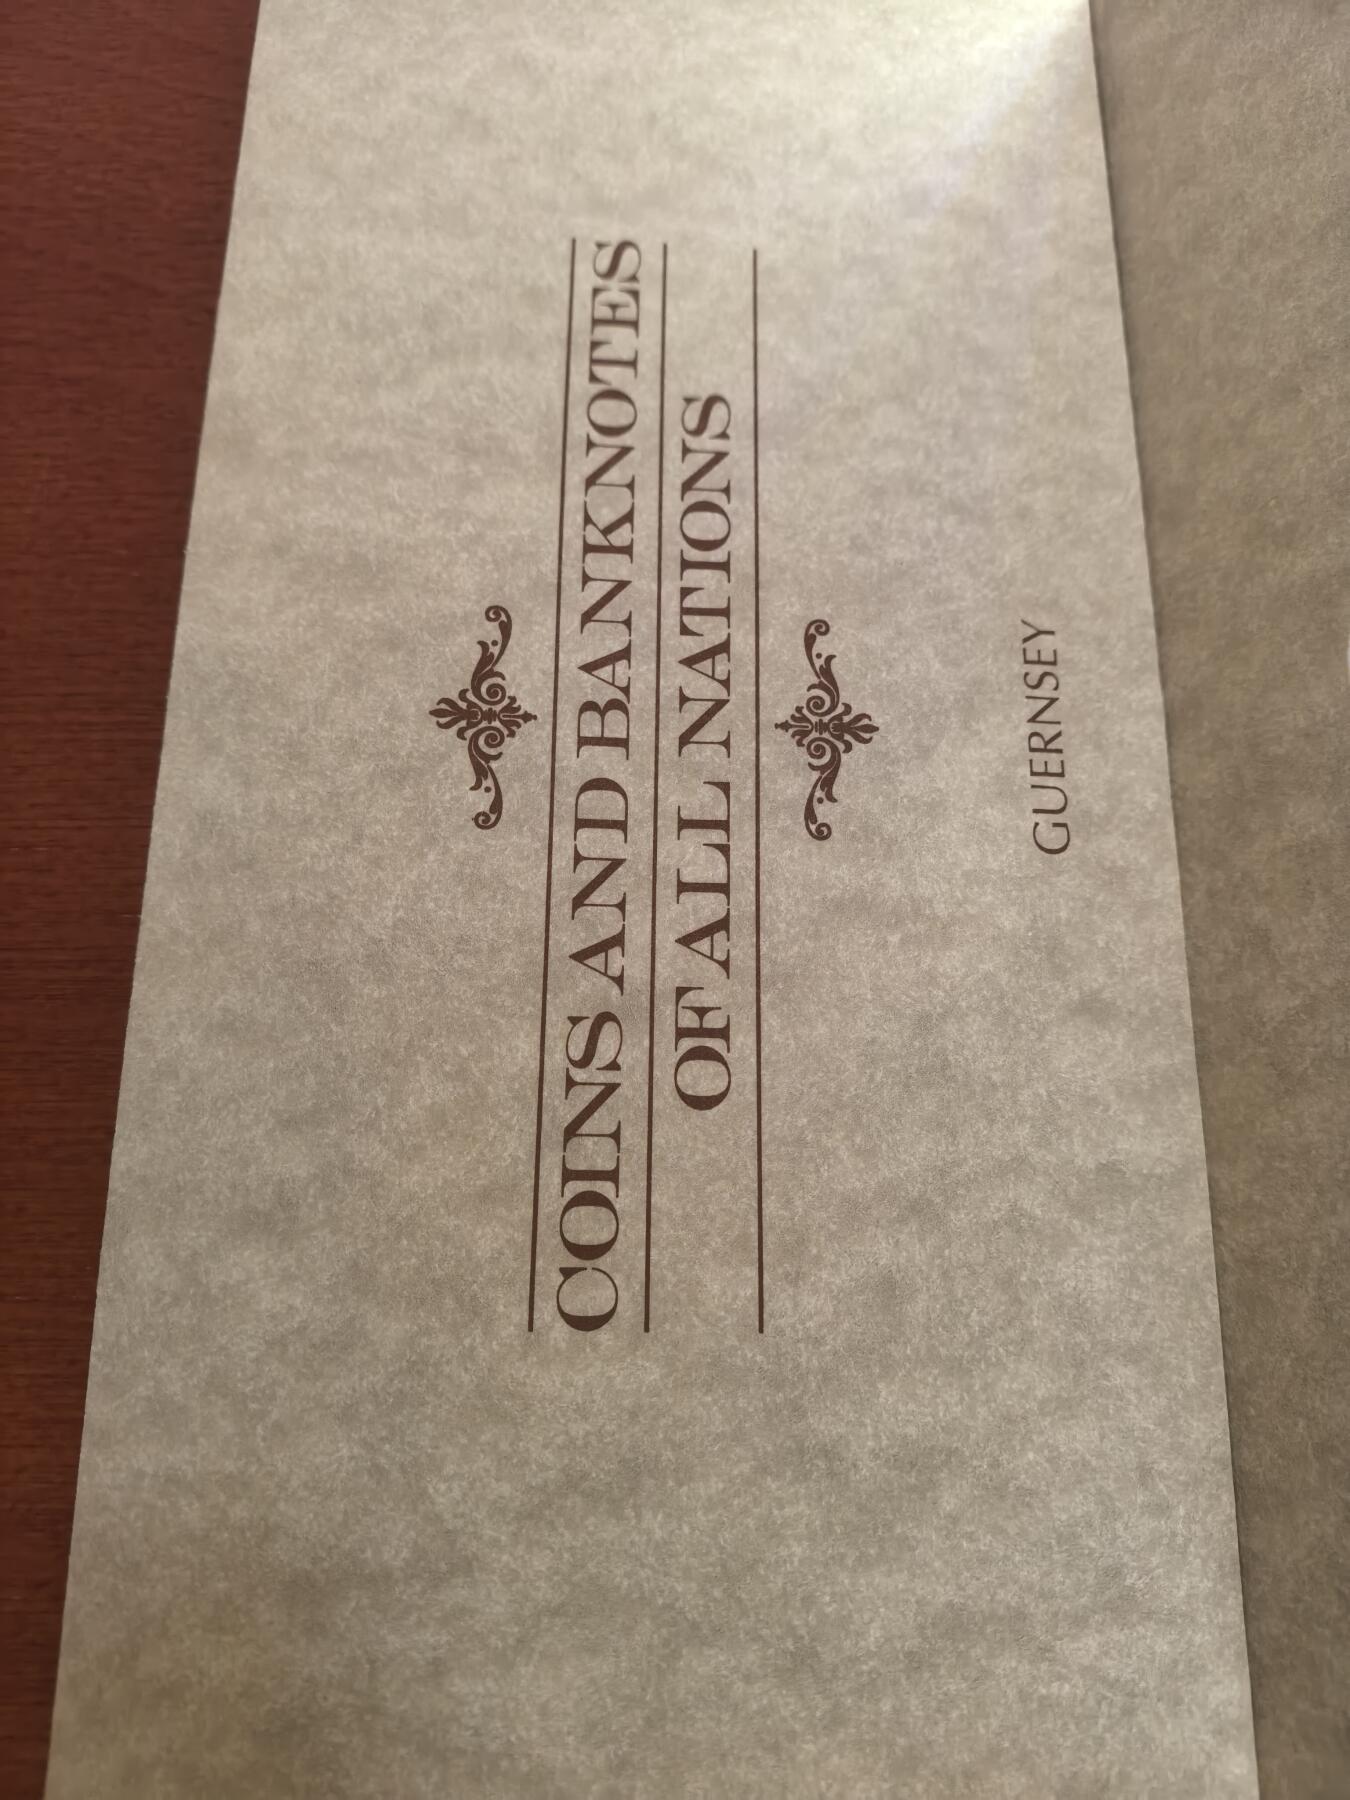 COINS AND BANKNOTES
OF ALL NATIONS
GUERNSEY